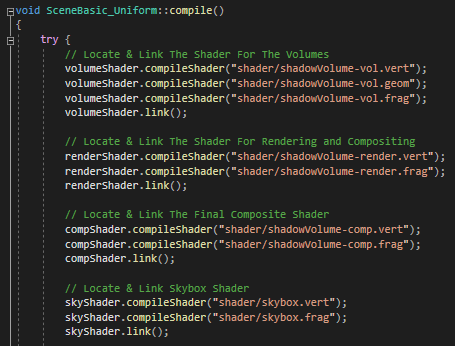 void SceneBasic_Uniform::compile()
{
try {
// Locate & Link The Shader For The Volumes
volumeShader.compileShader("shader/shadowVolume-vol.vert");
volumeShader.compileShader("shader/shadowVolume-vol.geom");
volumeShader.compileShader("shader/shadowVolume-vol.frag");
volumeShader.link();
// Locate & Link The Shader For Rendering and Compositing
renderShader.compileShader("shader/shadowVolume-render.vert");
renderShader.compileShader("shader/shadowVolume-render.frag");
renderShader.link();
// Locate & Link The Final Composite Shader
compShader.compileShader("shader/shadowVolume-comp.vert");
compShader.compileShader("shader/shadowVolume-comp.frag");
compShader.link();
// Locate & Link Skybox Shader
skyShader.compileShader("shader/skybox.vert");
skyShader.compileShader("shader/skybox.frag");
skyShader.link();